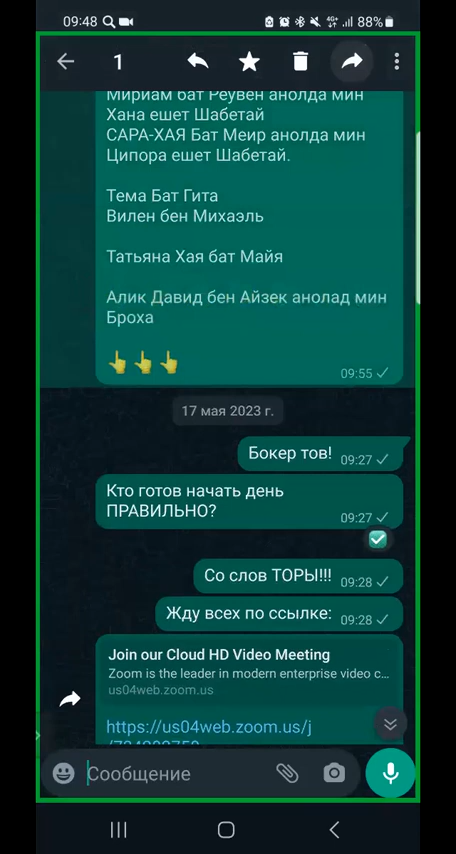 09:48 88%
1
Мириам бат Реувен анолда мин
Хана ешет Шабетай
САРА-ХАЯ Бат Меир анолда мин
Ципора ешет Шабетай.
Тема Бат Гита
Вилен бен Михаэль
Татьяна Хая бат Майя
Алик Давид бен Айзек анолад мин
Броха
09:55
17 мая 2023 г.
Бокер тов! 09:27
Кто готов начать день
ПРАВИЛЬНО? 09:27
Со слов ТОРЫ!!! 09:28
Жду всех по ссылке: 09:28
Join our Cloud HD Video Meeting
Zoom is the leader in modern enterprise video c...
us04web.zoom.us
https://us04web.zoom.us/j
Сообщение